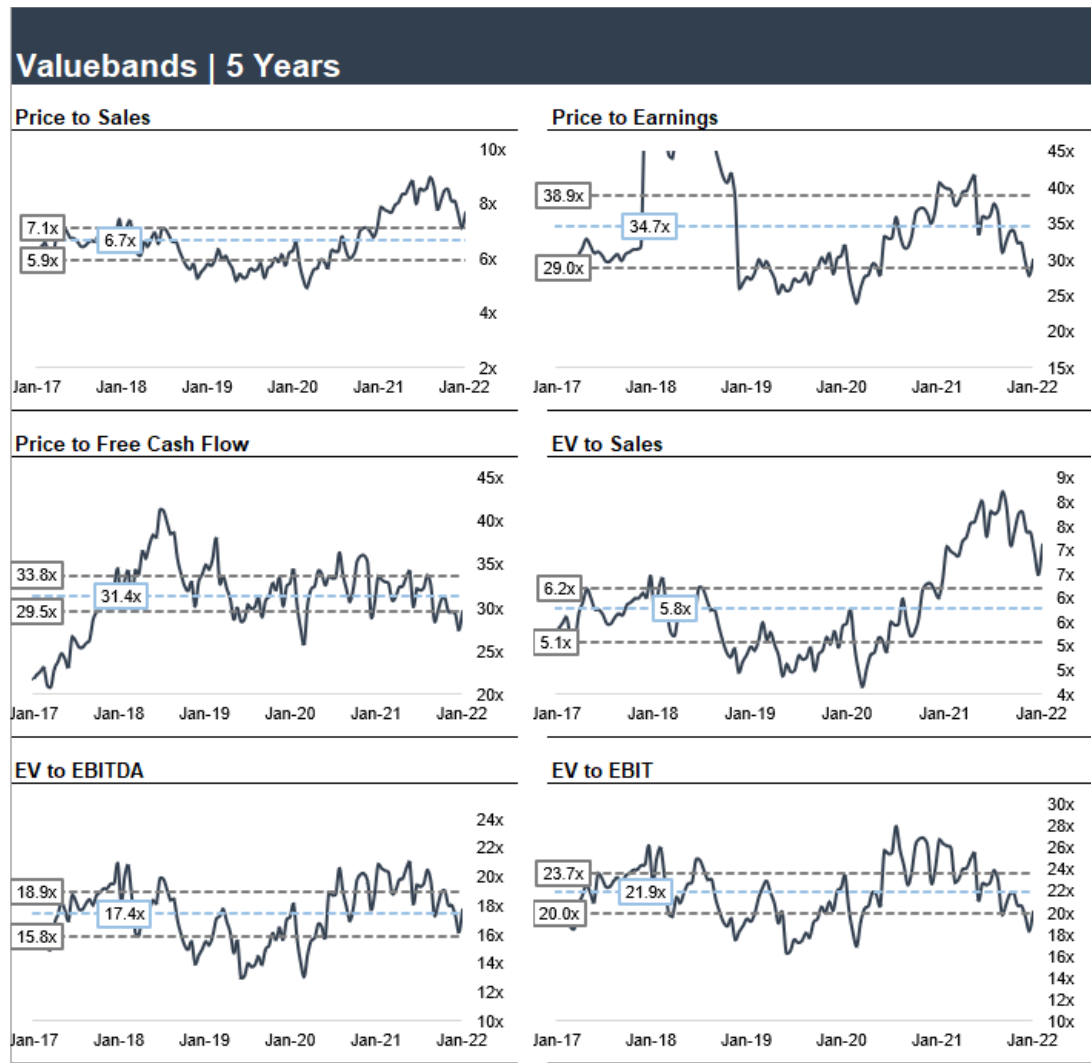 Valuebands | 5 Years
Price to Sales
10x
8x
6x
4x
2x
7.1x
6.7x
5.9x
Jan-17 Jan-18 Jan-19 Jan-20 Jan-21 Jan-22
Price to Earnings
45x
40x
35x
30x
25x
20x
15x
38.9x
34.7x
29.0x
Jan-17 Jan-18 Jan-19 Jan-20 Jan-21 Jan-22
Price to Free Cash Flow
45x
40x
35x
30x
25x
20x
33.8x
31.4x
29.5x
Jan-17 Jan-18 Jan-19 Jan-20 Jan-21 Jan-22
EV to Sales
9x
8x
8x
7x
7x
6x
6x
5x
5x
4x
6.2x
5.8x
5.1x
Jan-17 Jan-18 Jan-19 Jan-20 Jan-21 Jan-22
EV to EBITDA
24x
22x
20x
18x
16x
14x
12x
10x
18.9x
17.4x
15.8x
Jan-17 Jan-18 Jan-19 Jan-20 Jan-21 Jan-22
EV to EBIT
30x
28x
26x
24x
22x
20x
18x
16x
14x
12x
10x
23.7x
21.9x
20.0x
Jan-17 Jan-18 Jan-19 Jan-20 Jan-21 Jan-22